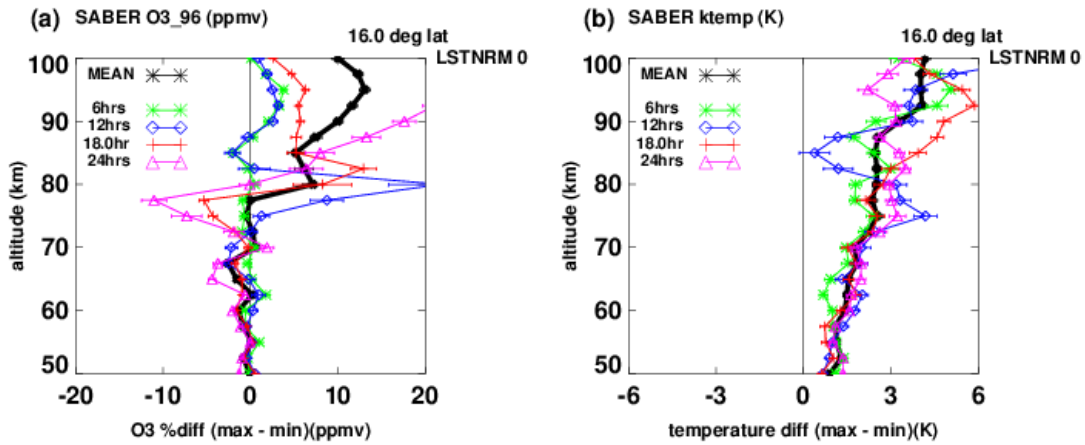 (a) SABER O3_96 (ppmv)
16.0 deg lat
LSTNRM 0
100
90
80
70
60
50
altitude (km)
MEAN
6hrs
12hrs
18.0hr
24hrs
-20 -10 0 10 20
O3 %diff (max - min)(ppmv)
(b) SABER ktemp (K)
16.0 deg lat
LSTNRM 0
100
90
80
70
60
50
altitude (km)
MEAN
6hrs
12hrs
18.0hr
24hrs
-6 -3 0 3 6
temperature diff (max - min)(K)